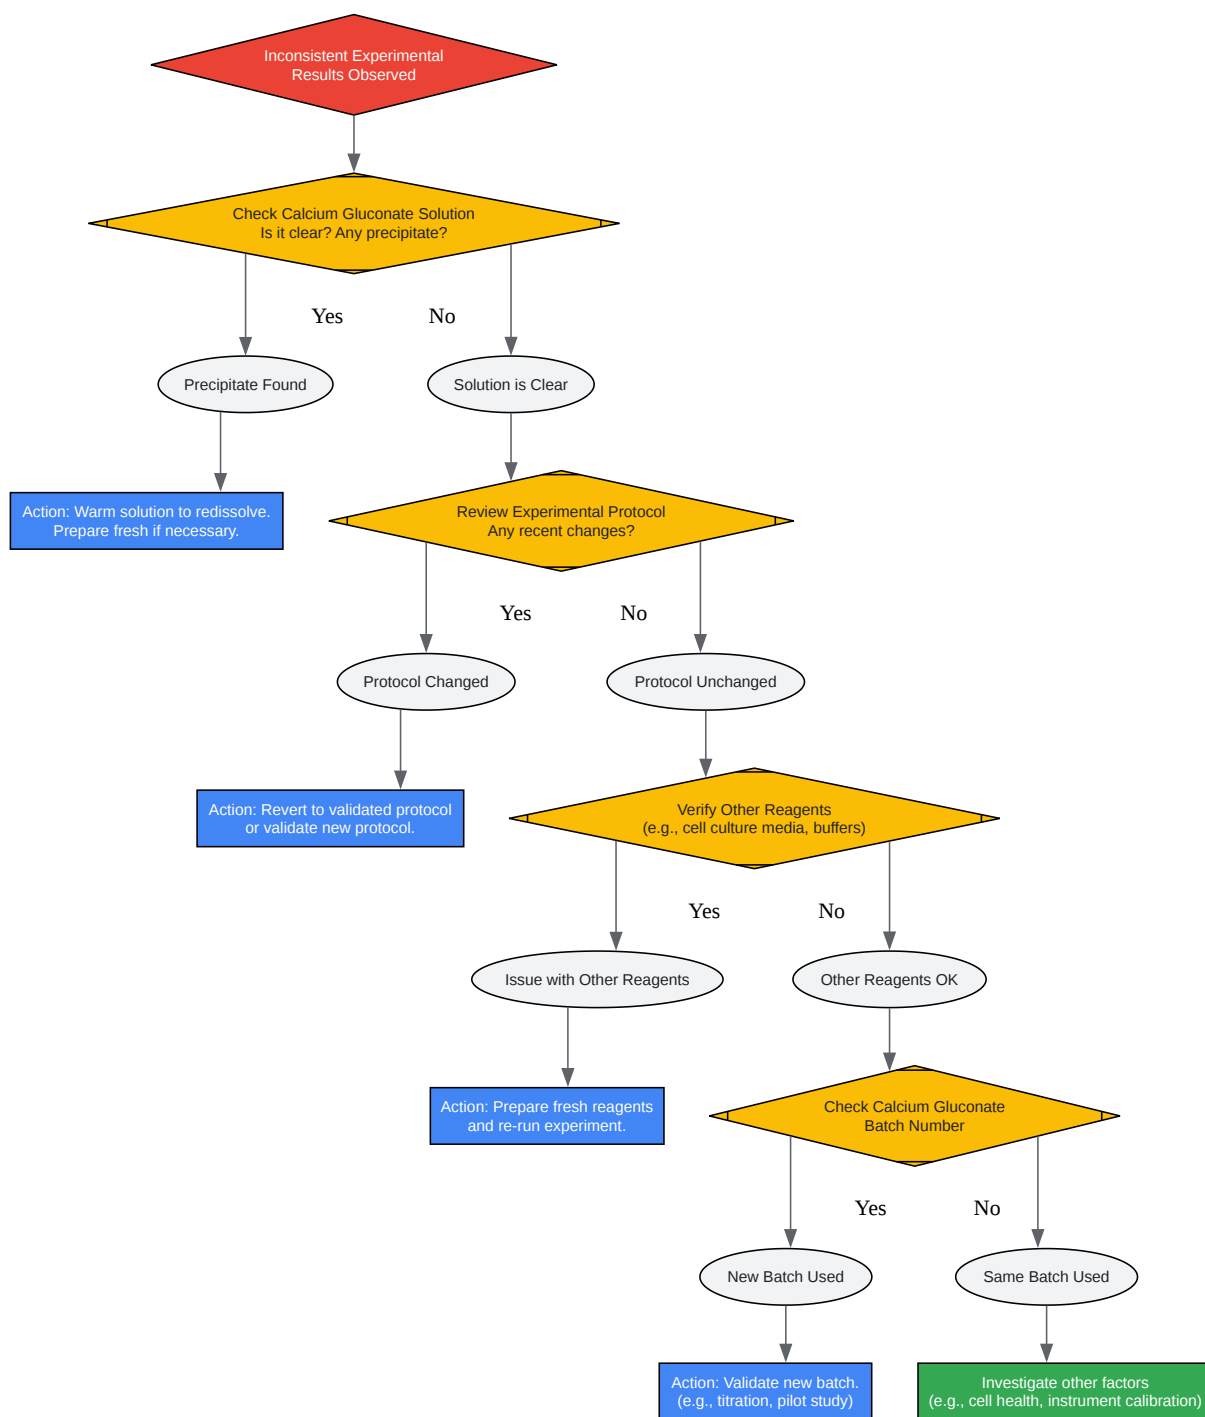 Inconsistent Experimental
Results Observed
Check Calcium Gluconate Solution
Is it clear? Any precipitate?
Yes
No
Precipitate Found
Solution is Clear
Action: Warm solution to redissolve.
Prepare fresh if necessary.
Review Experimental Protocol
Any recent changes?
Yes
No
Protocol Changed
Protocol Unchanged
Action: Revert to validated protocol
or validate new protocol.
Verify Other Reagents
(e.g., cell culture media, buffers)
Yes
No
Issue with Other Reagents
Other Reagents OK
Action: Prepare fresh reagents
and re-run experiment.
Check Calcium Gluconate
Batch Number
Yes
No
New Batch Used
Same Batch Used
Action: Validate new batch.
(e.g., titration, pilot study)
Investigate other factors
(e.g., cell health, instrument calibration)